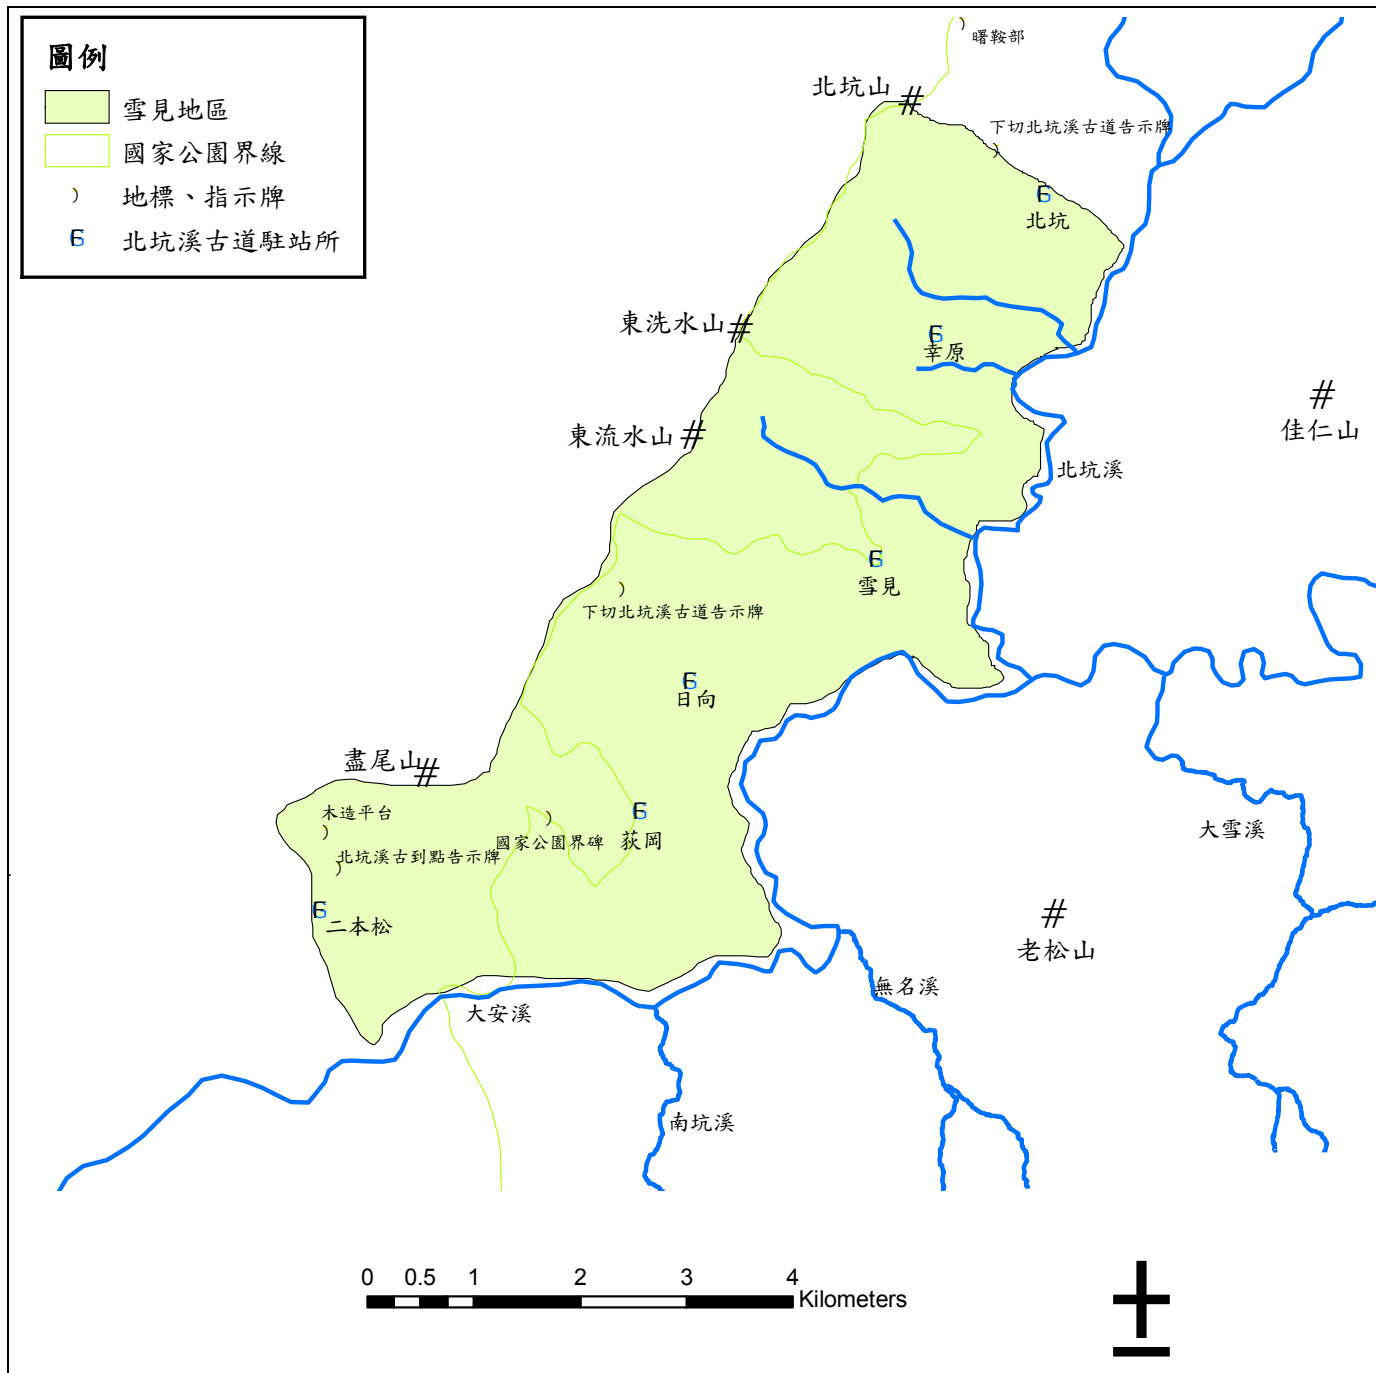 圖例
雪見地區
國家公園界線
地標、指示牌
北坑溪古道駐站所
曙鞍部
北坑山
下切北坑溪古道告示牌
北坑
東洗水山
幸原
佳仁山
東流水山
北坑溪
雪見
下切北坑溪古道告示牌
日向
盡尾山
木造平台
國家公園界碑
荻岡
大雪溪
北坑溪古到點告示牌
二本松
老松山
無名溪
大安溪
南坑溪
0 0.5 1 2 3 4
Kilometers